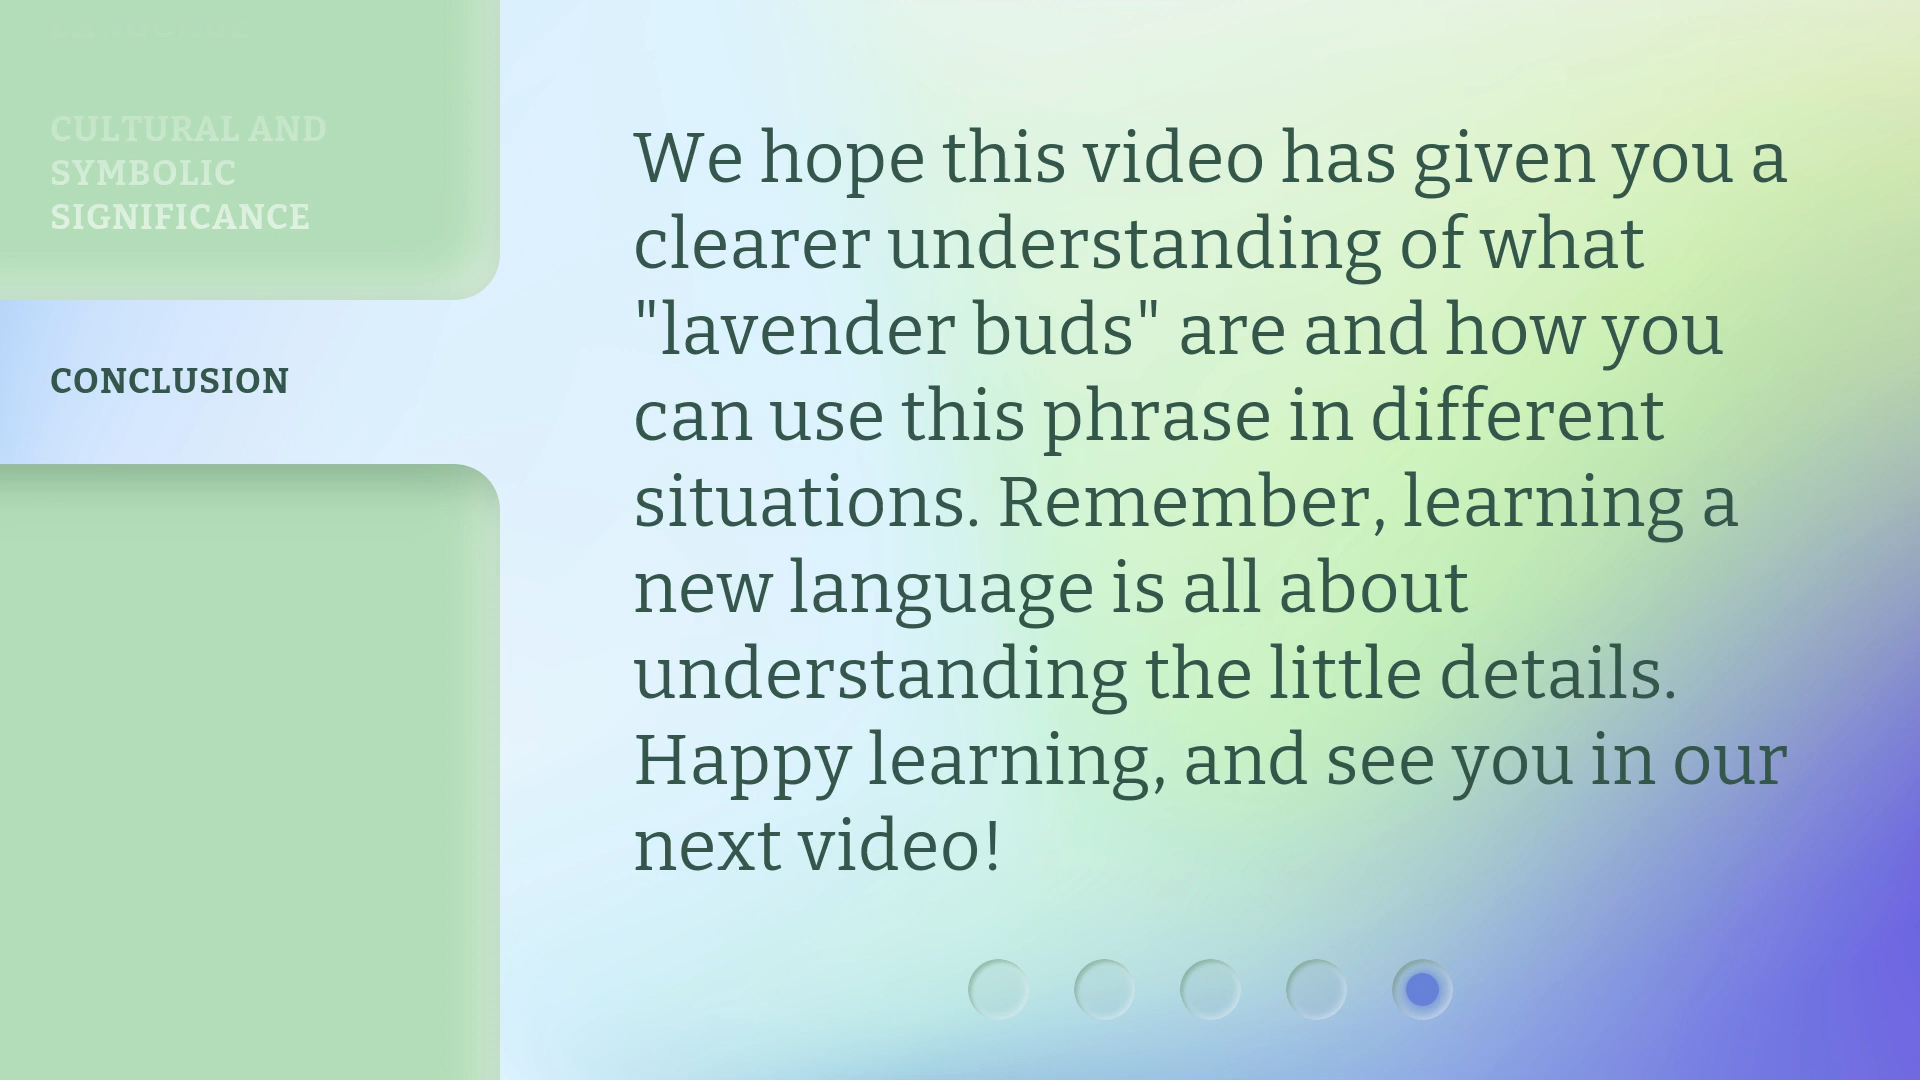 CULTURAL AND
SYMBOLIC
SIGNIFICANCE
CONCLUSION
We hope this video has given you a
clearer understanding of what
"lavender buds" are and how you
can use this phrase in different
situations. Remember, learning a
new language is all about
understanding the little details.
Happy learning, and see you in our
next video!